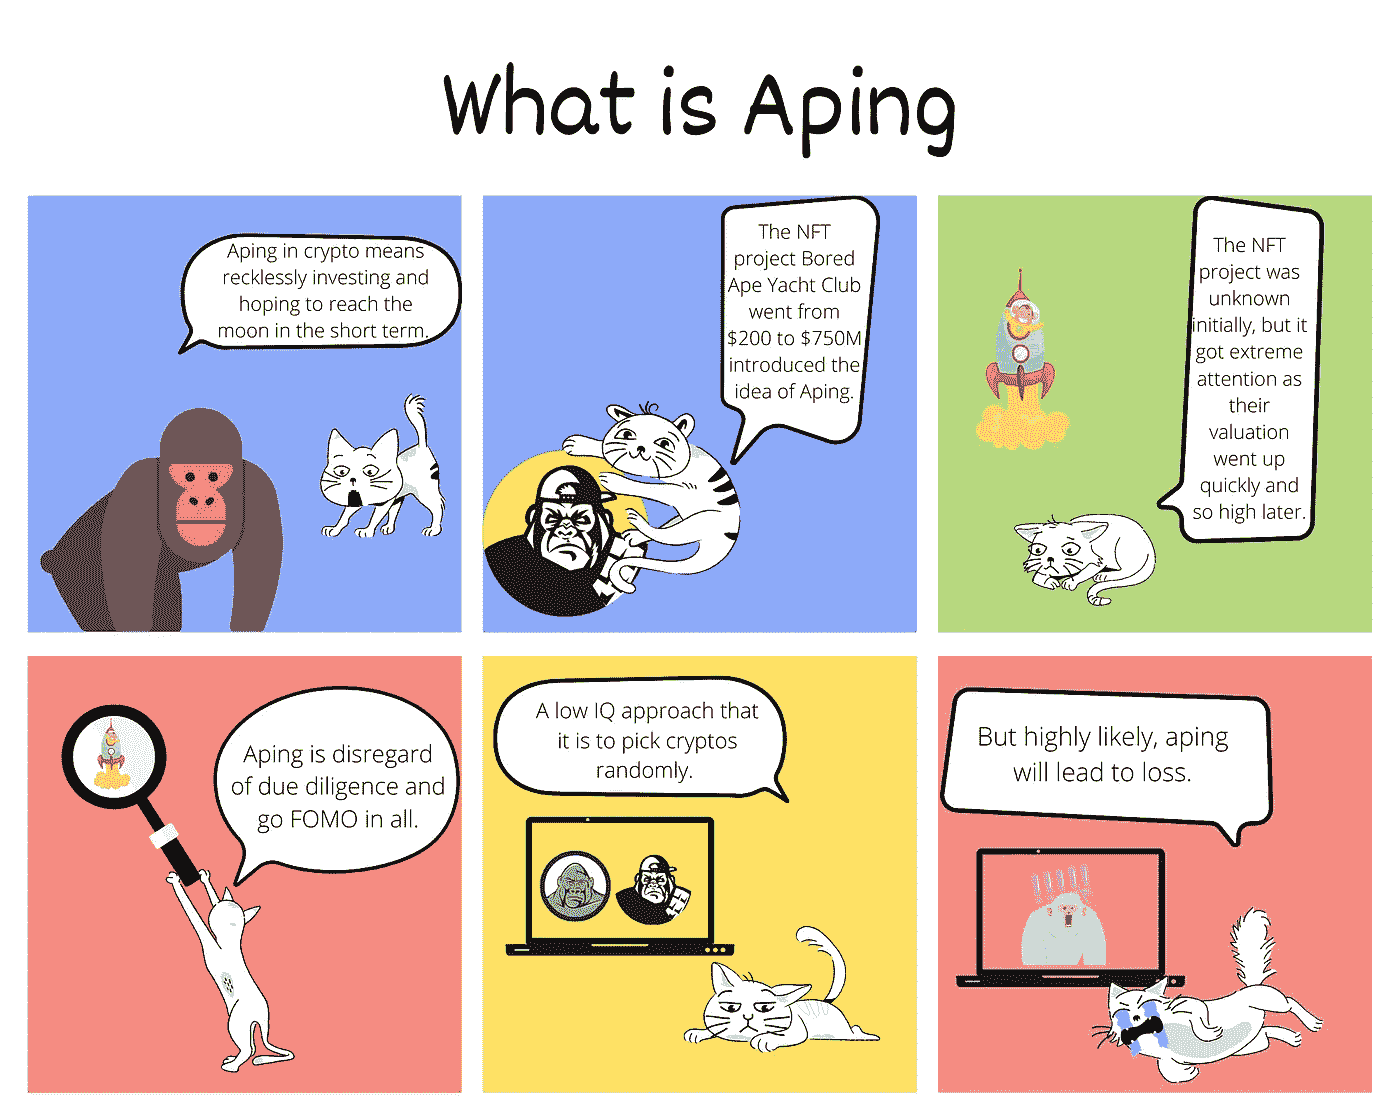 What is Aping
Aping in crypto means
recklessly investing and
hoping to reach the
moon in the short term.
The NFT
project Bored
Ape Yacht Club
went from
$200 to $750M
introduced the
idea of Aping.
The NFT
project was
unknown
initially, but it
got extreme
attention as
their
valuation
went up
quickly and
so high later.
Aping is disregard
of due diligence and
go FOMO in all.
A low IQ approach that
it is to pick cryptos
randomly.
But highly likely, aping
will lead to loss.